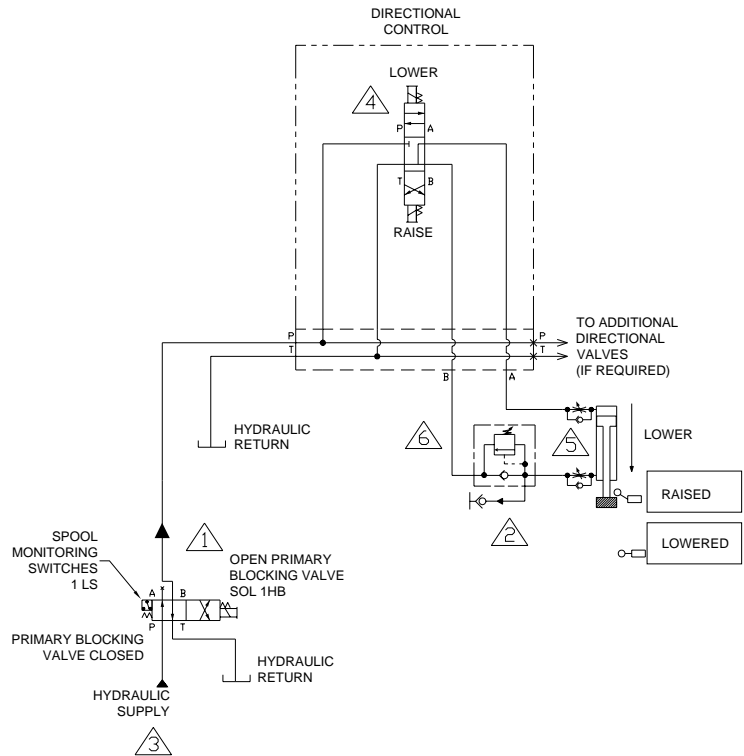 DIRECTIONAL
CONTROL
LOWER
4
P A
T B
RAISE
P
T
P
T
TO ADDITIONAL
DIRECTIONAL
VALVES
(IF REQUIRED)
B
A
HYDRAULIC
RETURN
6
5
LOWER
RAISED
2
LOWERED
SPOOL
MONITORING
SWITCHES
1 LS
1
OPEN PRIMARY
BLOCKING VALVE
SOL 1HB
A B
P T
PRIMARY BLOCKING
VALVE CLOSED
HYDRAULIC
RETURN
HYDRAULIC
SUPPLY
3